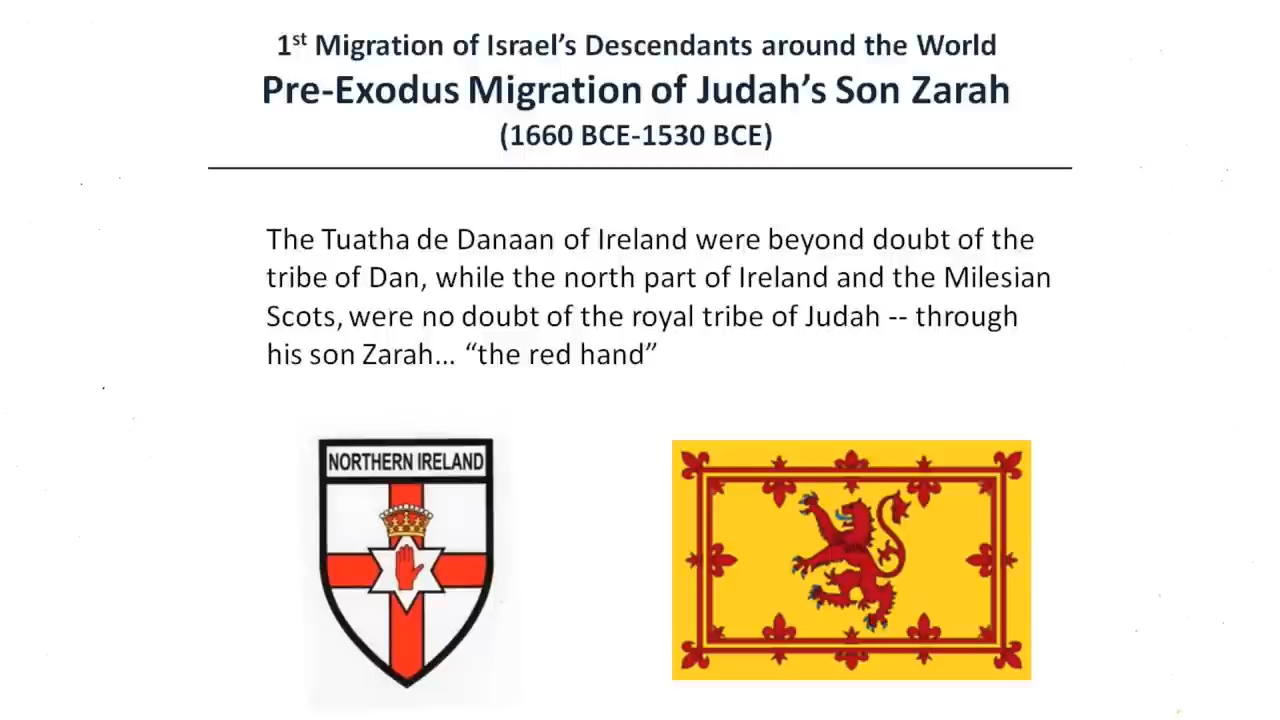 1st Migration of Israel's Descendants around the World
Pre-Exodus Migration of Judah's Son Zarah
(1660 BCE-1530 BCE)
The Tuatha de Danaan of Ireland were beyond doubt of the
tribe of Dan, while the north part of Ireland and the Milesian
Scots, were no doubt of the royal tribe of Judah -- through
his son Zarah... “the red hand”
NORTHERN IRELAND